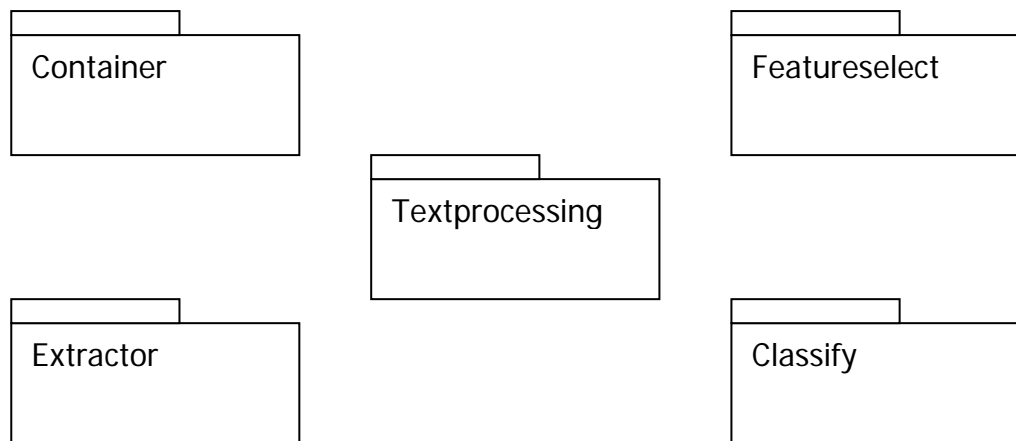 Container
Featureselect
Textprocessing
Extractor
Classify